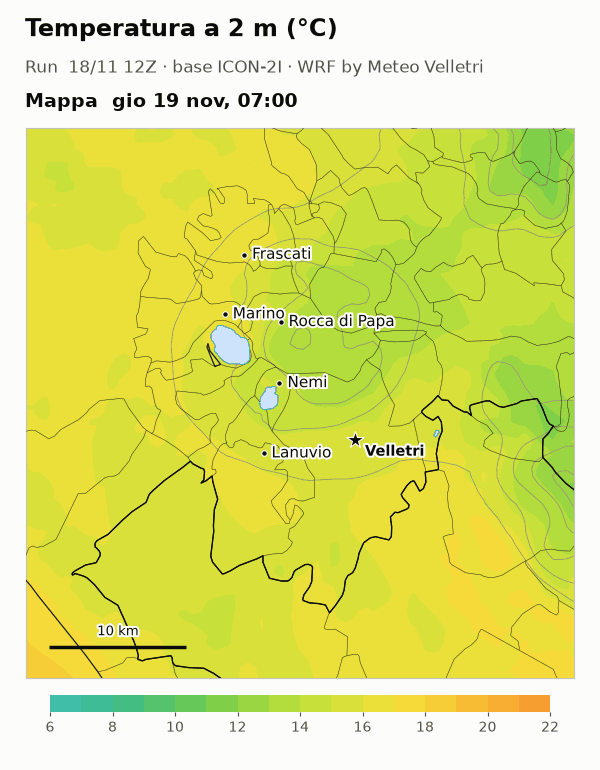 Temperatura a 2 m (°C)
Run  18/11 12Z · base ICON-2I · WRF by Meteo Velletri
Mappa  gio 19 nov, 07:00
Frascati
Marino
Rocca di Papa
Nemi
Velletri
Lanuvio
10 km
6 8 10 12 14 16 18 20 22